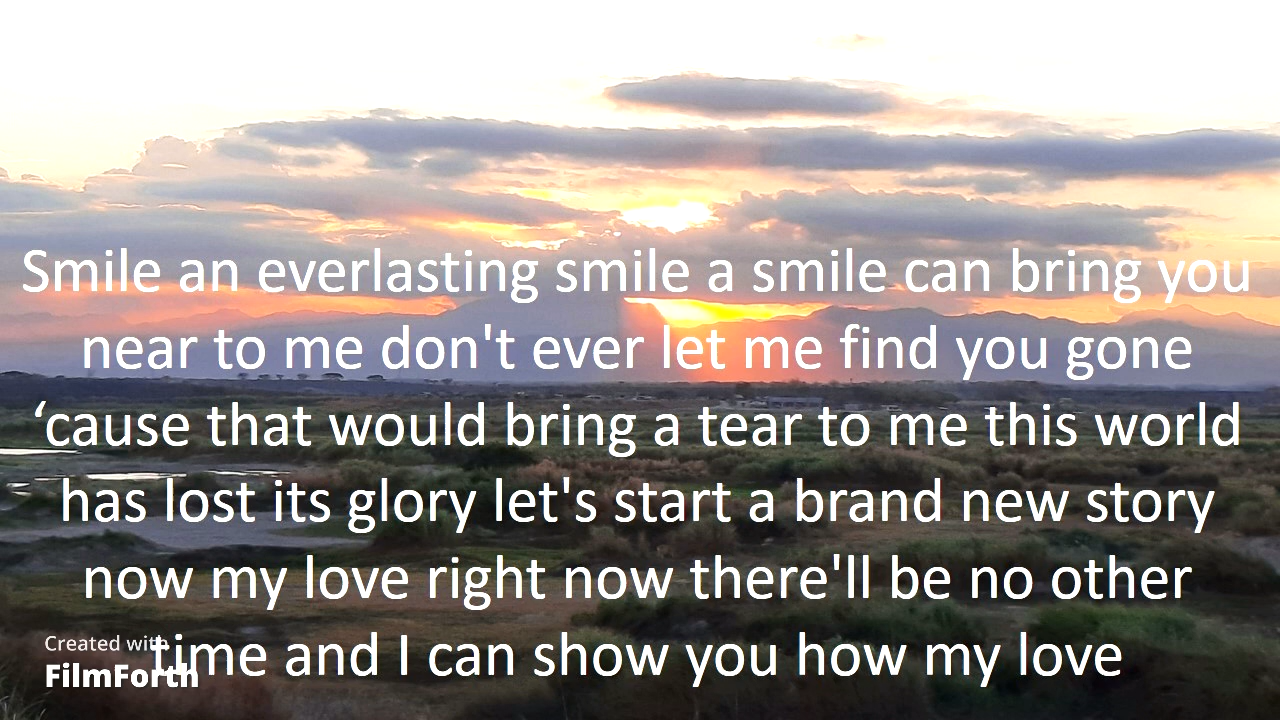 Smile an everlasting smile a smile can bring you
near to me don't ever let me find you gone
‘cause that would bring a tear to me this world
has lost its glory let's start a brand new story
now my love right now there'll be no other
time and I can show you how my love
Created with
FilmForth